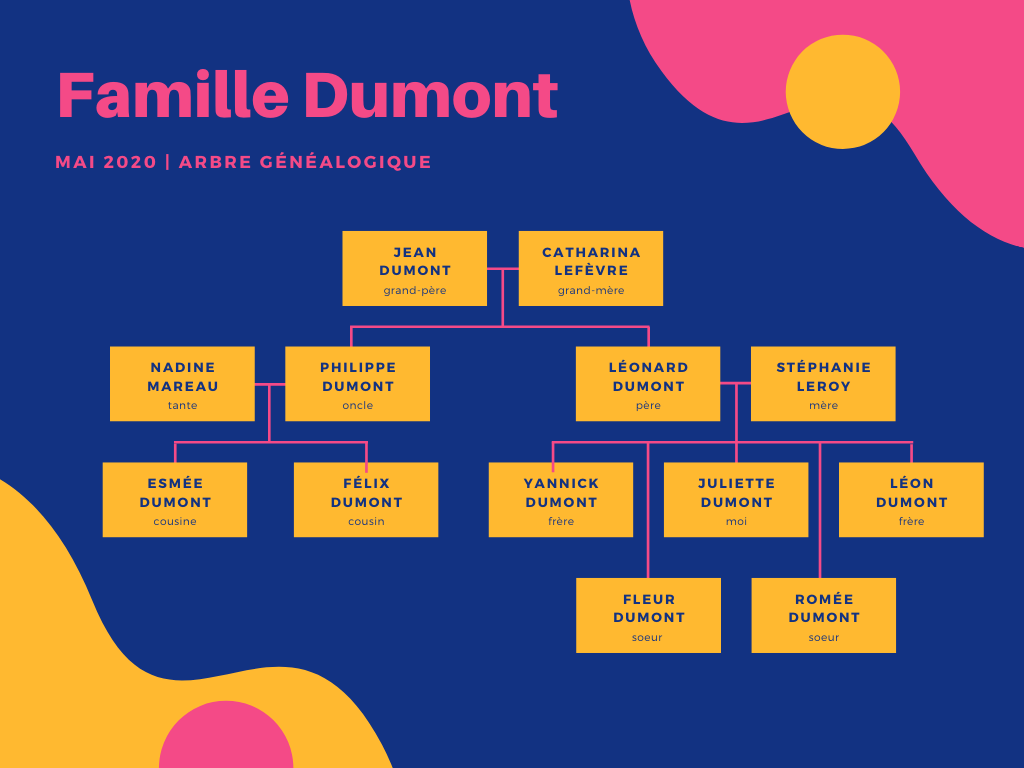 Famille Dumont
MAI 2020 | ARBRE GÉNÉALOGIQUE
JEAN
DUMONT
grand-père
CATHARINA
LEFÈVRE
grand-mère
NADINE
MAREAU
tante
PHILIPPE
DUMONT
oncle
LÉONARD
DUMONT
père
STÉPHANIE
LEROY
mère
ESMÉE
DUMONT
cousine
FÉLIX
DUMONT
cousin
YANNICK
DUMONT
frère
JULIETTE
DUMONT
moi
LÉON
DUMONT
frère
FLEUR
DUMONT
soeur
ROMÉE
DUMONT
soeur